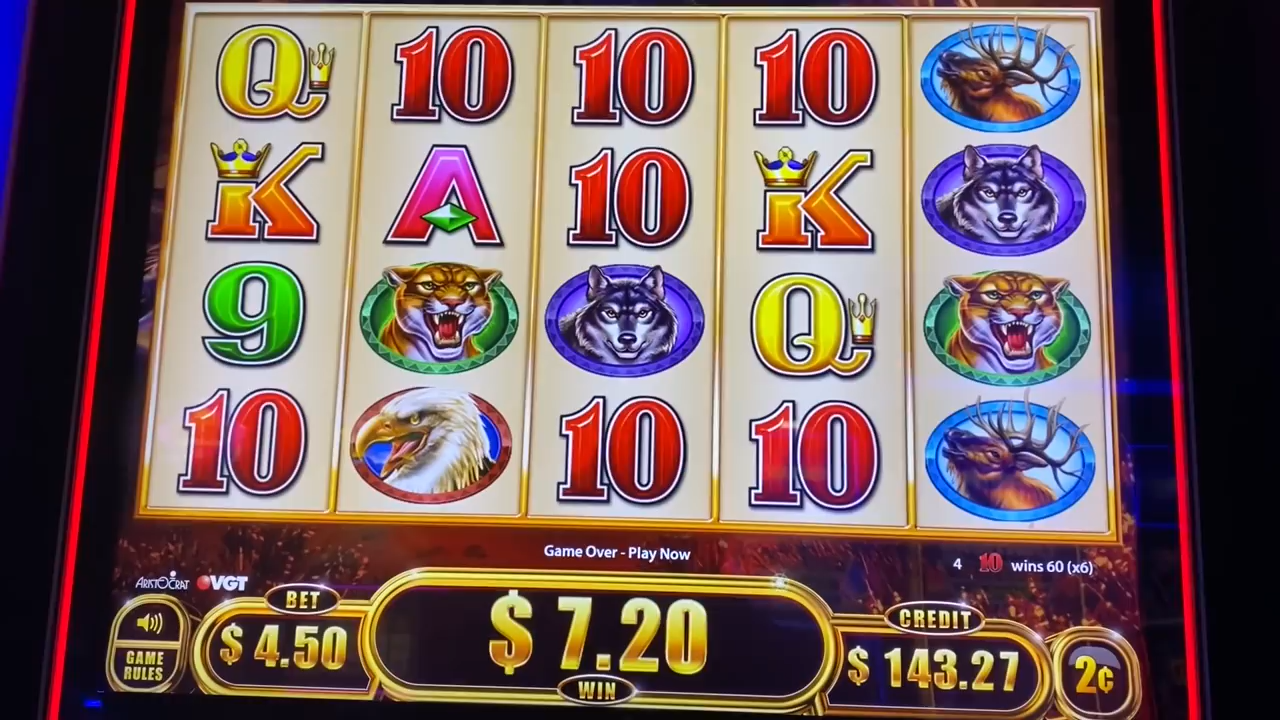 Q 10 10 10
K A 10 K
9 Q
10 10 10
Game Over - Play Now
4 10 wins 60 (x6)
ARISTOCRAT VGT
BET
CREDIT
$ 4.50
$ 7.20
$ 143.27
2¢
GAME
RULES
WIN